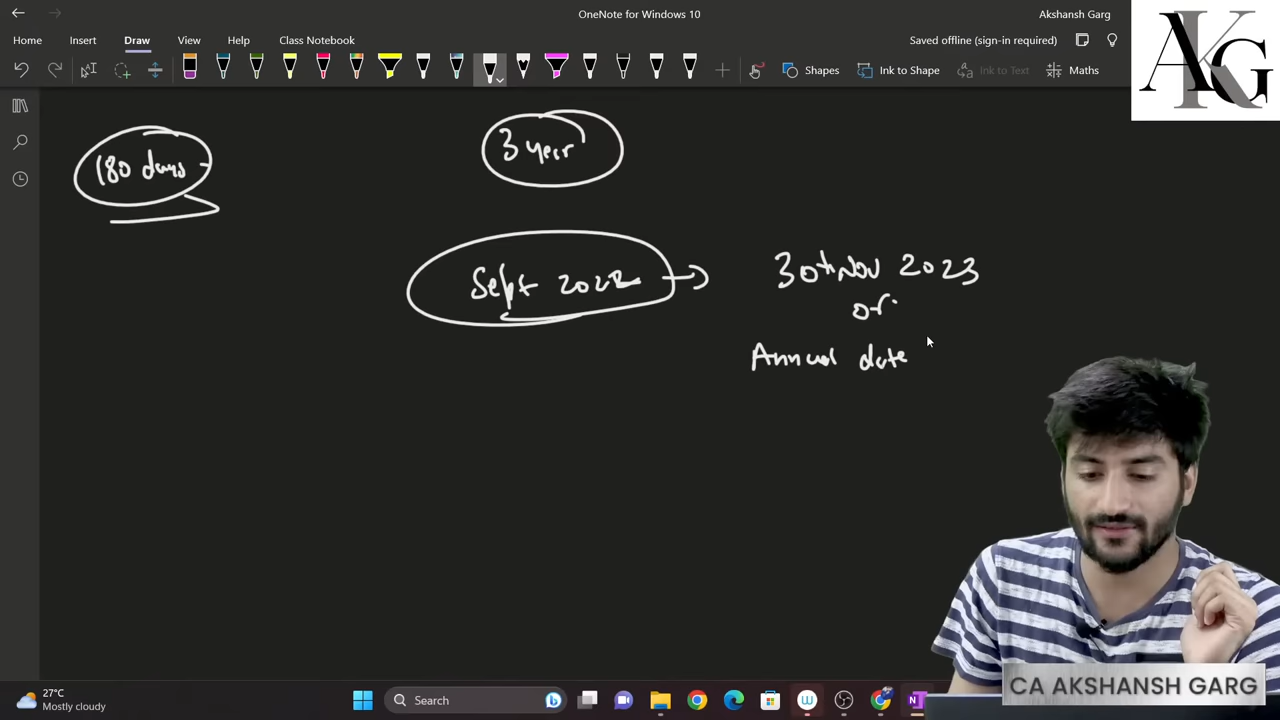 OneNote for Windows 10
Akshansh Garg
Home Insert Draw View Help Class Notebook
Saved offline (sign-in required)
Shapes Ink to Shape Ink to Text Maths
AKG
180 days
3 year
Sept 2022
30th Nov 2023
or
Annual date
CA AKSHANSH GARG
27°C
Mostly cloudy
Search